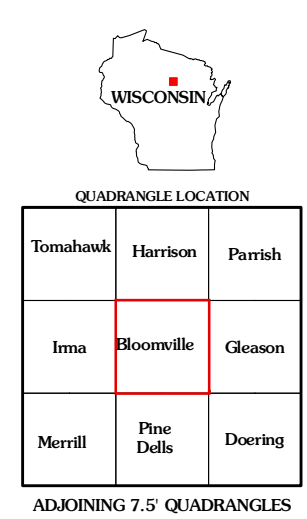 WISCONSIN
QUADRANGLE LOCATION
Tomahawk Harrison Parrish
Irma Bloomville Gleason
Merrill Pine Dells Doering
ADJOINING 7.5' QUADRANGLES